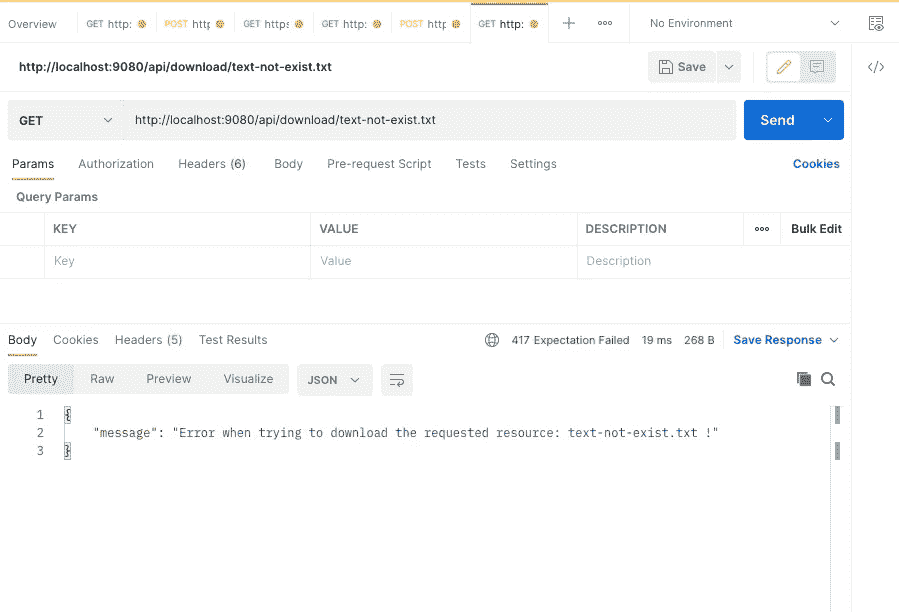 Overview GET http: POST http GET https GET http: POST http GET http: No Environment
http://localhost:9080/api/download/text-not-exist.txt Save
GET http://localhost:9080/api/download/text-not-exist.txt Send
Params Authorization Headers (6) Body Pre-request Script Tests Settings Cookies
Query Params
KEY VALUE DESCRIPTION Bulk Edit
Key Value Description
Body Cookies Headers (5) Test Results 417 Expectation Failed 19 ms 268 B Save Response
Pretty Raw Preview Visualize JSON
1 {
2 "message": "Error when trying to download the requested resource: text-not-exist.txt !"
3 }